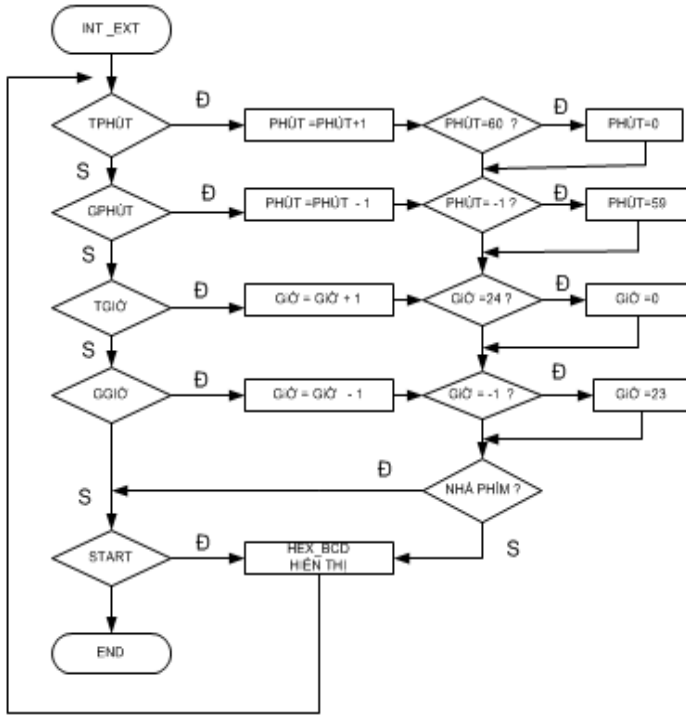 INT _EXT
TPHÚT
Đ
PHÚT =PHÚT+1
PHÚT=60 ?
Đ
PHÚT=0
S
GPHÚT
Đ
PHÚT =PHÚT - 1
PHÚT= -1 ?
Đ
PHÚT=59
S
TGIỜ
Đ
GIỜ = GIỜ + 1
GIỜ =24 ?
Đ
GIỜ =0
S
GGIỜ
Đ
GIỜ = GIỜ - 1
GIỜ = -1 ?
Đ
GIỜ =23
Đ
NHẢ PHÍM ?
S
START
Đ
HEX_BCD
HIỂN THỊ
S
END